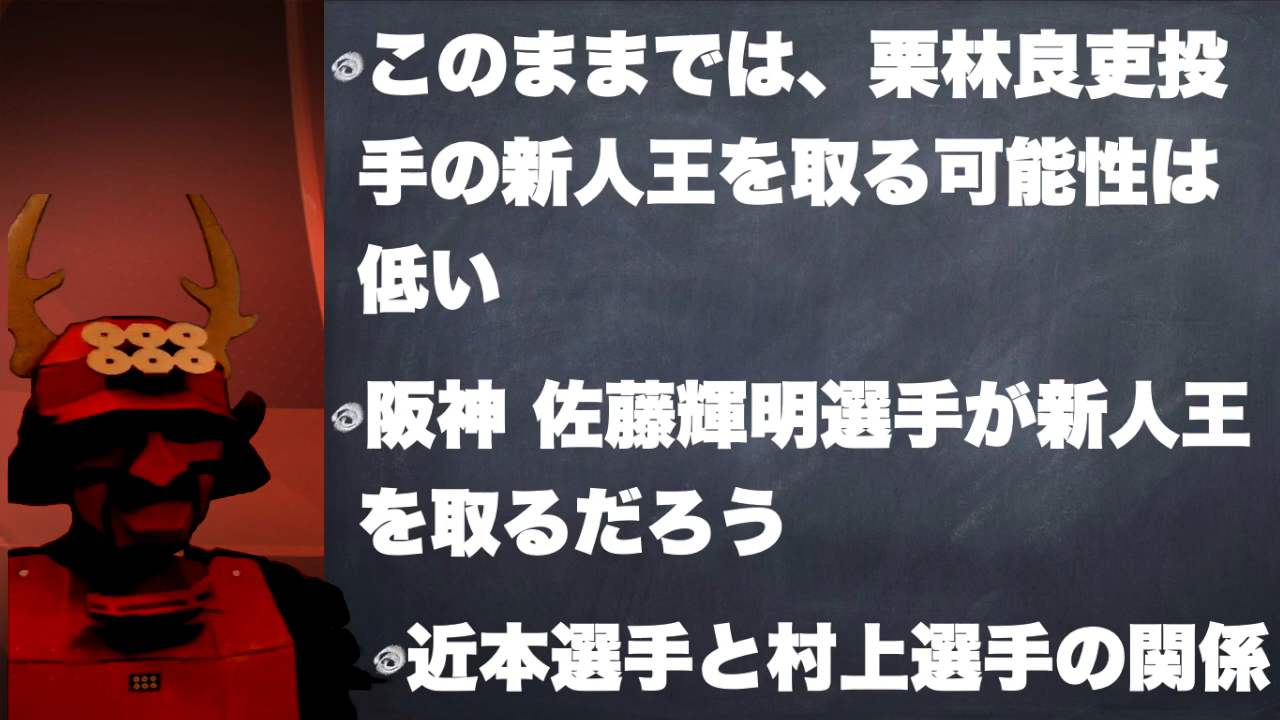 このままでは、栗林良吏投
手の新人王を取る可能性は
低い
阪神 佐藤輝明選手が新人王
を取るだろう
近本選手と村上選手の関係